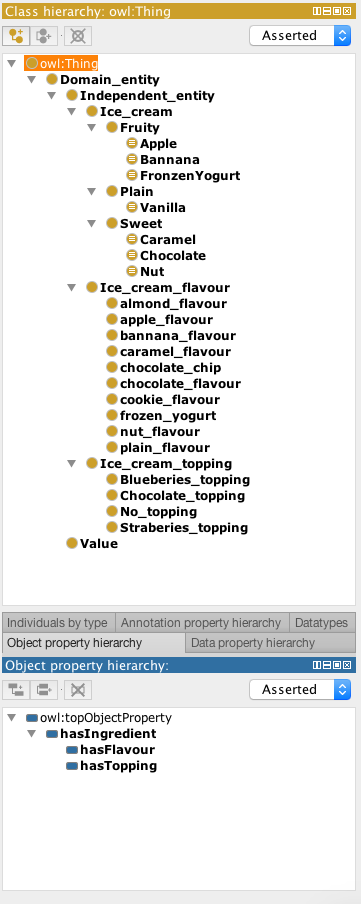 Class hierarchy: owl:Thing
Asserted
owl:Thing
Domain_entity
Independent_entity
Ice_cream
Fruity
Apple
Bannana
FronzenYogurt
Plain
Vanilla
Sweet
Caramel
Chocolate
Nut
Ice_cream_flavour
almond_flavour
apple_flavour
bannana_flavour
caramel_flavour
chocolate_chip
chocolate_flavour
cookie_flavour
frozen_yogurt
nut_flavour
plain_flavour
Ice_cream_topping
Blueberies_topping
Chocolate_topping
No_topping
Straberies_topping
Value
Individuals by type Annotation property hierarchy Datatypes
Object property hierarchy Data property hierarchy
Object property hierarchy:
Asserted
owl:topObjectProperty
hasIngredient
hasFlavour
hasTopping